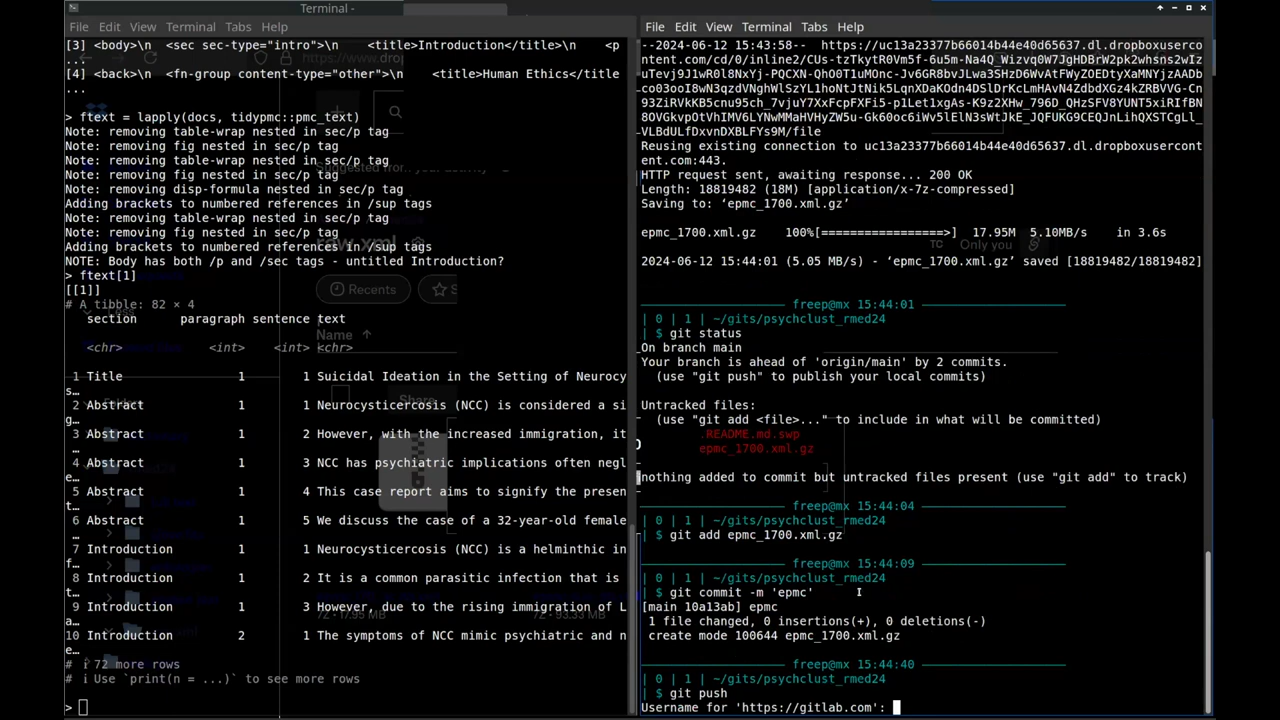 Terminal -
File Edit View Terminal Tabs Help
[3] <body>\n  <sec sec-type="intro">\n    <title>Introduction</title>\n    <p
...
[4] <back>\n  <fn-group content-type="other">\n    <title>Human Ethics</title
...
> ftext = lapply(docs, tidypmc::pmc_text)
Note: removing table-wrap nested in sec/p tag
Note: removing fig nested in sec/p tag
Note: removing table-wrap nested in sec/p tag
Note: removing fig nested in sec/p tag
Note: removing disp-formula nested in sec/p tag
Adding brackets to numbered references in /sup tags
Note: removing table-wrap nested in sec/p tag
Note: removing fig nested in sec/p tag
Adding brackets to numbered references in /sup tags
NOTE: Body has both /p and /sec tags - untitled Introduction?
> ftext[1]
[[1]]
# A tibble: 82 × 4
section paragraph sentence text
<chr> <int> <int> <chr>
1 Title 1 1 Suicidal Ideation in the Setting of Neurocy
s…
2 Abstract 1 1 Neurocysticercosis (NCC) is considered a si
g…
3 Abstract 1 2 However, with the increased immigration, it
…
4 Abstract 1 3 NCC has psychiatric implications often negl
e…
5 Abstract 1 4 This case report aims to signify the presen
t…
6 Abstract 1 5 We discuss the case of a 32-year-old female
…
7 Introduction 1 1 Neurocysticercosis (NCC) is a helminthic in
f…
8 Introduction 1 2 It is a common parasitic infection that is
…
9 Introduction 1 3 However, due to the rising immigration of L
a…
10 Introduction 2 1 The symptoms of NCC mimic psychiatric and n
e…
# ℹ 72 more rows
# ℹ Use `print(n = ...)` to see more rows
>
File Edit View Terminal Tabs Help
--2024-06-12 15:43:58--  https://uc13a23377b66014b44e40d65637.dl.dropboxuserco
Reusing existing connection to uc13a23377b66014b44e40d65637.dl.dropboxusercont
ent.com:443.
HTTP request sent, awaiting response... 200 OK
Length: 18819482 (18M) [application/x-7z-compressed]
Saving to: ‘epmc_1700.xml.gz’
epmc_1700.xml.gz 100%[==================>] 17.95M 5.10MB/s in 3.6s
2024-06-12 15:44:01 (5.05 MB/s) - ‘epmc_1700.xml.gz’ saved [18819482/18819482]
freep@mx 15:44:01
| 0 | 1 | ~/gits/psychclust_rmed24
| $ git status
On branch main
Your branch is ahead of 'origin/main' by 2 commits.
(use "git push" to publish your local commits)
Untracked files:
(use "git add <file>..." to include in what will be committed)
.README.md.swp
epmc_1700.xml.gz
nothing added to commit but untracked files present (use "git add" to track)
freep@mx 15:44:04
| 0 | 1 | ~/gits/psychclust_rmed24
| $ git add epmc_1700.xml.gz
freep@mx 15:44:09
| 0 | 1 | ~/gits/psychclust_rmed24
| $ git commit -m 'epmc'
[main 10a13ab] epmc
1 file changed, 0 insertions(+), 0 deletions(-)
create mode 100644 epmc_1700.xml.gz
freep@mx 15:44:40
| 0 | 1 | ~/gits/psychclust_rmed24
| $ git push
Username for 'https://gitlab.com':